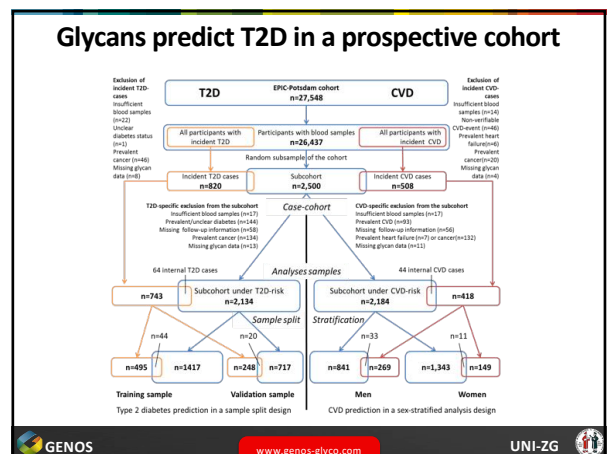 Glycans predict T2D in a prospective cohort
Exclusion of
incident T2D-
cases
Insufficient
blood samples
(n=22)
Unclear
diabetes status
(n=1)
Prevalent
cancer(n=46)
Missing glycan
data (n=8)
T2D
EPIC-Potsdam cohort
n=27,548
CVD
Exclusion of
incident CVD-
cases
Insufficient blood
samples (n=14)
Non-verifiable
CVD-event (n=46)
Prevalent heart
failure(n=6)
Prevalent
cancer(n=20)
Missing glycan
data(n=4)
All participants with
incident T2D
Participants with blood samples
n=26,437
All participants with
incident CVD
Random subsample of the cohort
Incident T2D cases
n=820
Subcohort
n=2,500
Incident CVD cases
n=508
Case-cohort
T2D-specific exclusion from the subcohort
Insufficient blood samples (n=17)
Prevalent/unclear diabetes (n=144)
Missing follow-up information (n=58)
Prevalent cancer (n=134)
Missing glycan data (n=13)
CVD-specific exclusion from the subcohort
Insufficient blood samples (n=17)
Prevalent CVD (n=93)
Missing follow-up information (n=56)
Prevalent heart failure (n=7) or cancer(n=132)
Missing glycan data (n=11)
Analyses samples
64 internal T2D cases
44 internal CVD cases
n=743
Subcohort under T2D-risk
n=2,134
Subcohort under CVD-risk
n=2,184
n=418
Sample split
Stratification
n=44
n=20
n=33
n=11
n=495
n=1417
n=248
n=717
n=841
n=269
n=1,343
n=149
Training sample
Validation sample
Men
Women
Type 2 diabetes prediction in a sample split design
CVD prediction in a sex-stratified analysis design
GENOS
www.genos-glyco.com
UNI-ZG